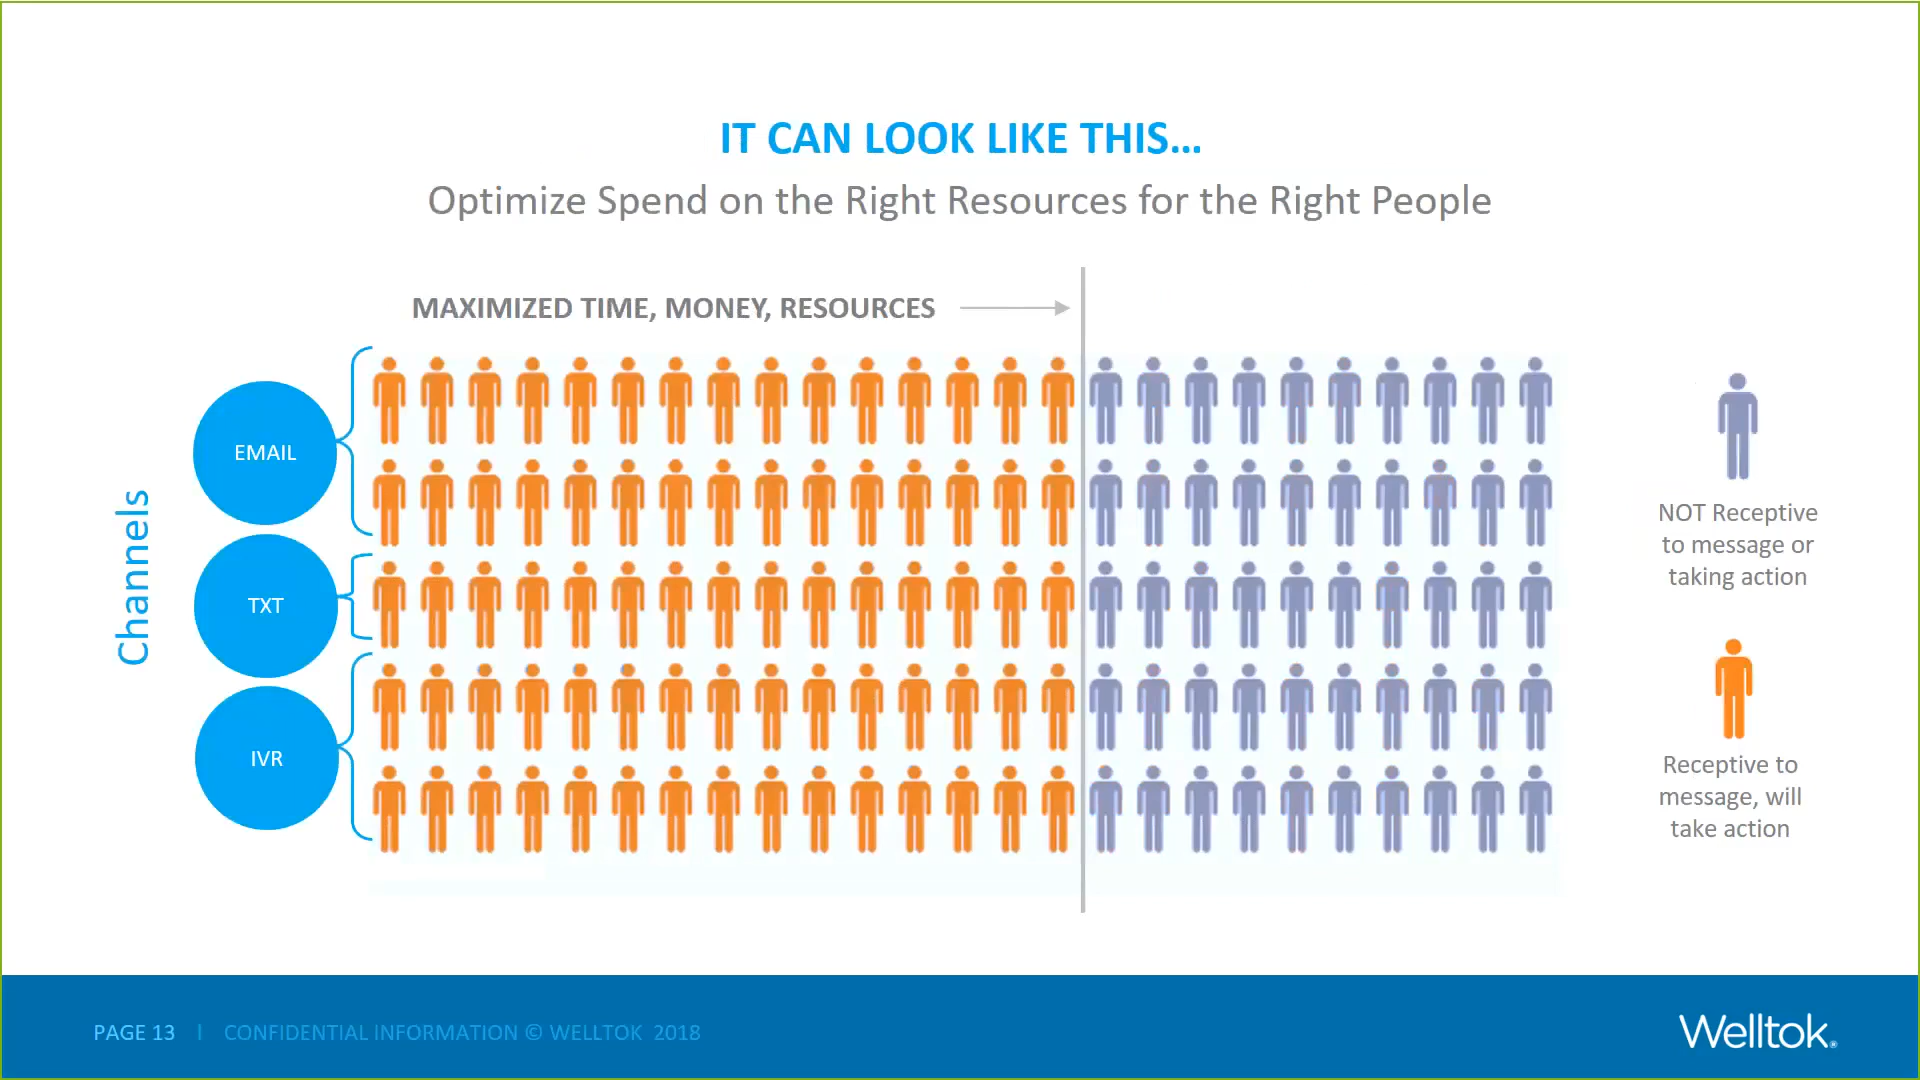 IT CAN LOOK LIKE THIS...
Optimize Spend on the Right Resources for the Right People
MAXIMIZED TIME, MONEY, RESOURCES
Channels
EMAIL
TXT
IVR
NOT Receptive
to message or
taking action
Receptive to
message, will
take action
PAGE 13 | CONFIDENTIAL INFORMATION © WELLTOK 2018
Welltok®